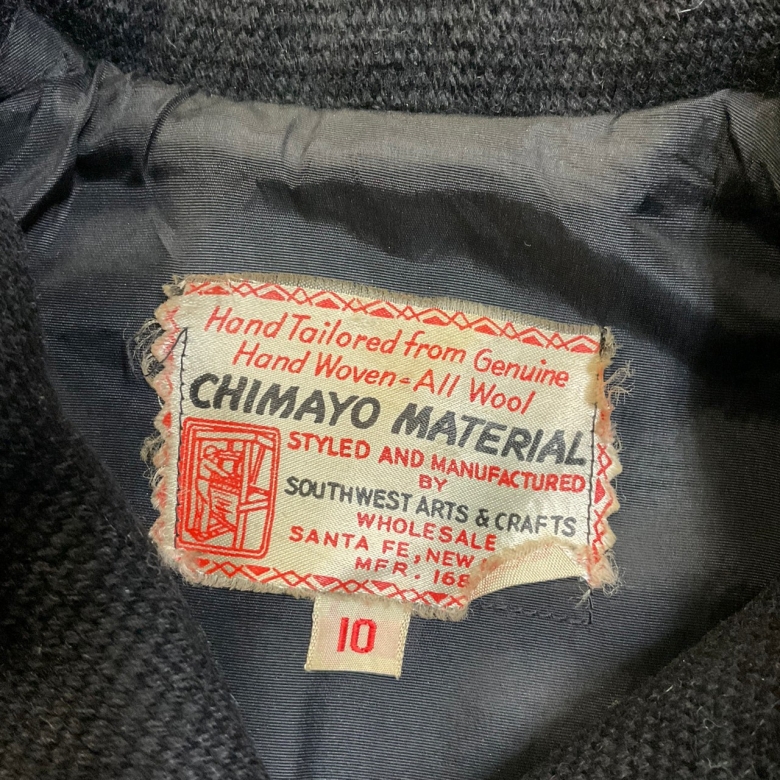 Hand Tailored from Genuine
Hand Woven - All Wool
CHIMAYO MATERIAL
STYLED AND MANUFACTURED
BY
SOUTHWEST ARTS & CRAFTS
WHOLESALE
SANTA FE, NEW
MFR. 168
10